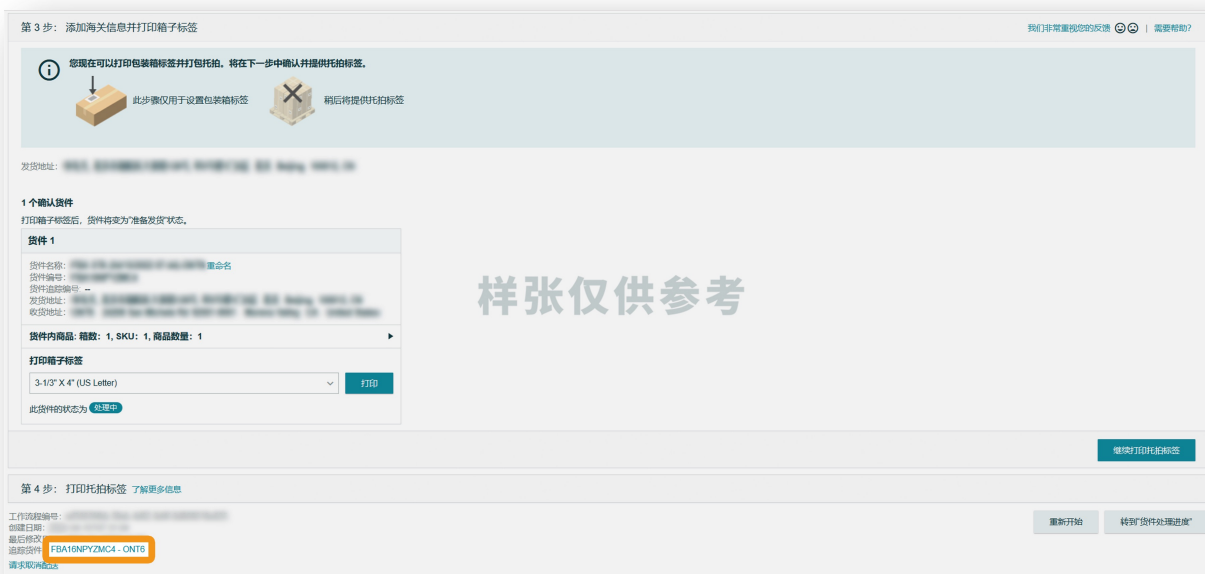 第 3 步： 添加海关信息并打印箱子标签
我们非常重视您的反馈 | 需要帮助?
您现在可以打印包装箱标签并打包托拍。将在下一步中确认并提供托拍标签。
此步骤仅用于设置包装箱标签
稍后将提供托拍标签
发货地址：
1 个确认货件
打印箱子标签后，货件将变为“准备发货”状态。
货件 1
货件名称： 重命名
货件编号：
货件追踪编号 --
发货地址：
收货地址：
货件内商品: 箱数：1, SKU：1, 商品数量：1
打印箱子标签
3-1/3" X 4" (US Letter)
打印
此货件的状态为 处理中
样张仅供参考
继续打印托拍标签
第 4 步： 打印托拍标签 了解更多信息
工作流程编号：
创建日期：
最后修改
追踪货件 FBA16NPYZMC4 - ONT6
请求取消配送
重新开始
转到“货件处理进度”